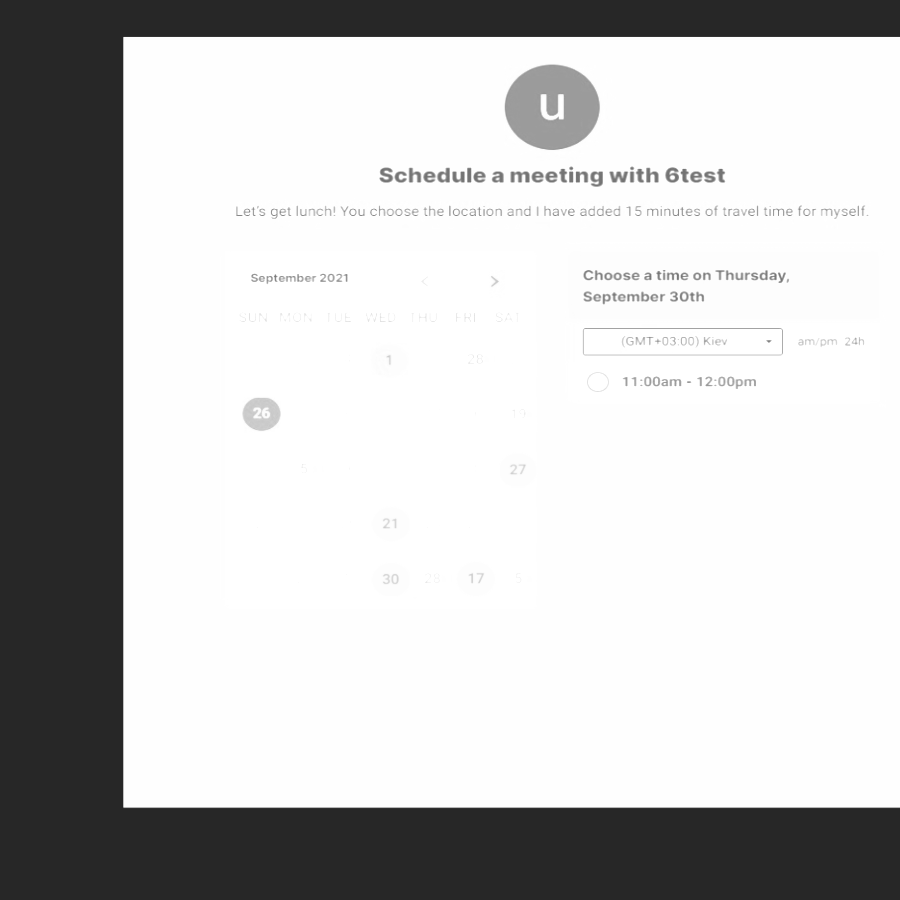 u
Schedule a meeting with 6test
Let's get lunch! You choose the location and I have added 15 minutes of travel time for myself.
September 2021
SUN MON TUE WED THU FRI SAT
1 28
26 19
5 27
21
30 28 17 5
Choose a time on Thursday,
September 30th
(GMT+03:00) Kiev am/pm 24h
11:00am - 12:00pm